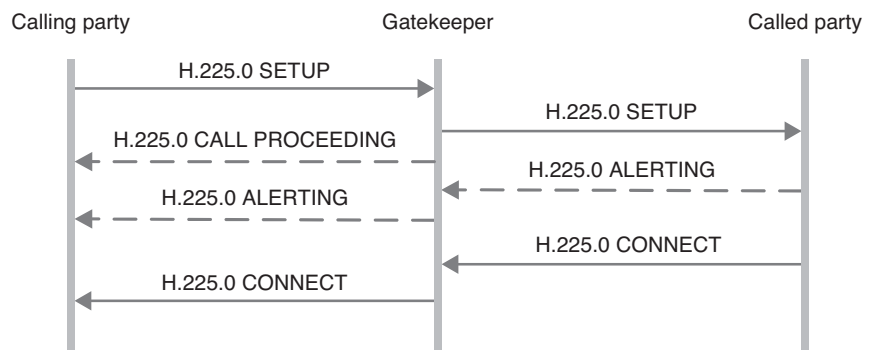 Calling party
Gatekeeper
Called party
H.225.0 SETUP
H.225.0 SETUP
H.225.0 CALL PROCEEDING
H.225.0 ALERTING
H.225.0 ALERTING
H.225.0 CONNECT
H.225.0 CONNECT